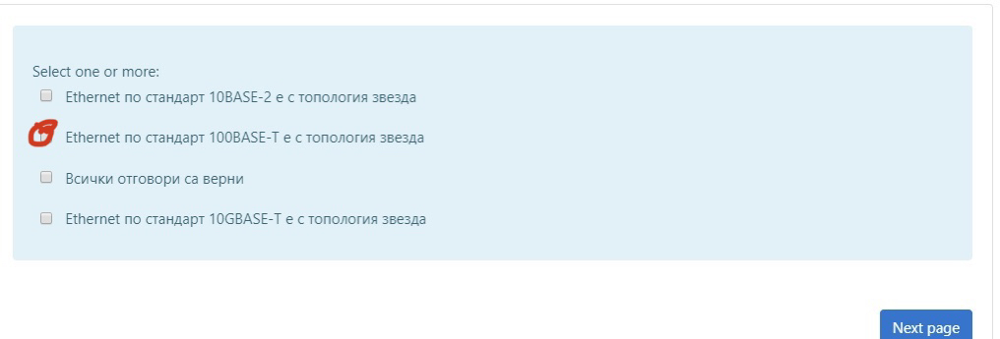 Select one or more:
Ethernet по стандарт 10BASE-2 е с топология звезда
Ethernet по стандарт 100BASE-T е с топология звезда
Всички отговори са верни
Ethernet по стандарт 10GBASE-T е с топология звезда
Next page